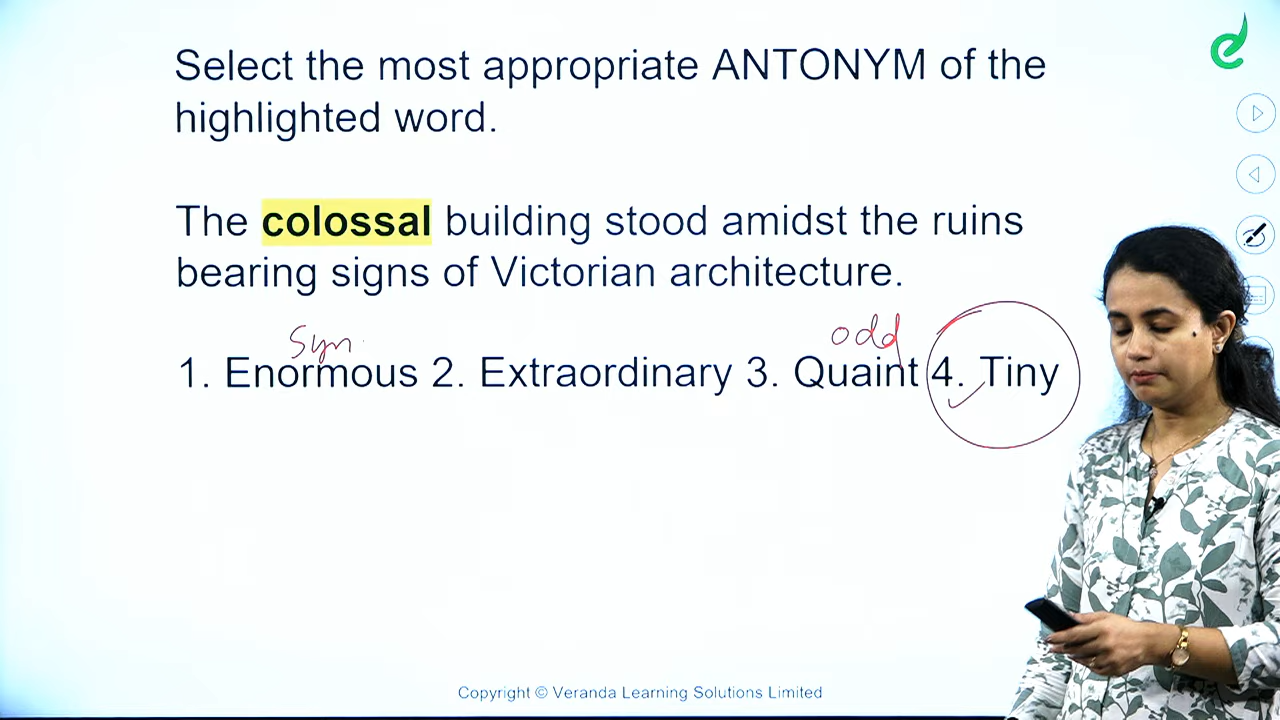 Select the most appropriate ANTONYM of the
highlighted word.
The colossal building stood amidst the ruins
bearing signs of Victorian architecture.
Syn odd
1. Enormous 2. Extraordinary 3. Quaint 4. Tiny
Copyright © Veranda Learning Solutions Limited